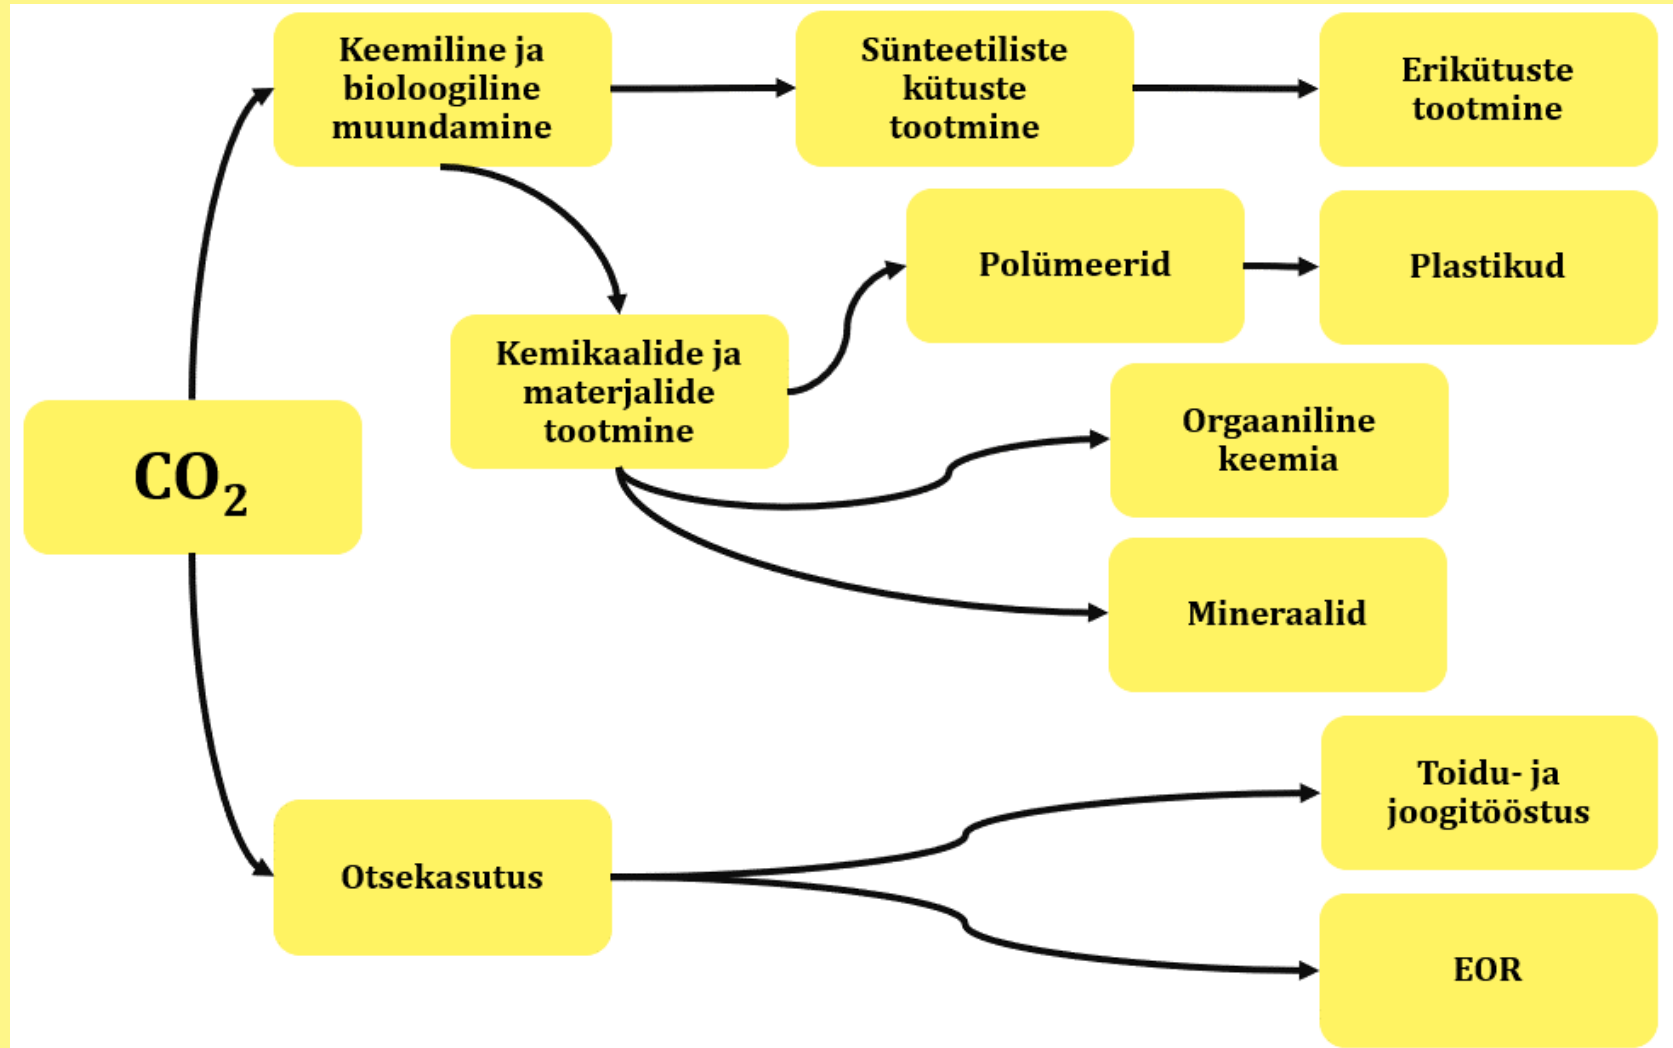 Keemiline ja
bioloogiline
muundamine
Sünteetiliste
kütuste
tootmine
Erikütuste
tootmine
Polümeerid
Plastikud
Kemikaalide ja
materjalide
tootmine
Orgaaniline
keemia
CO₂
Mineraalid
Toidu- ja
joogitööstus
Otsekasutus
EOR